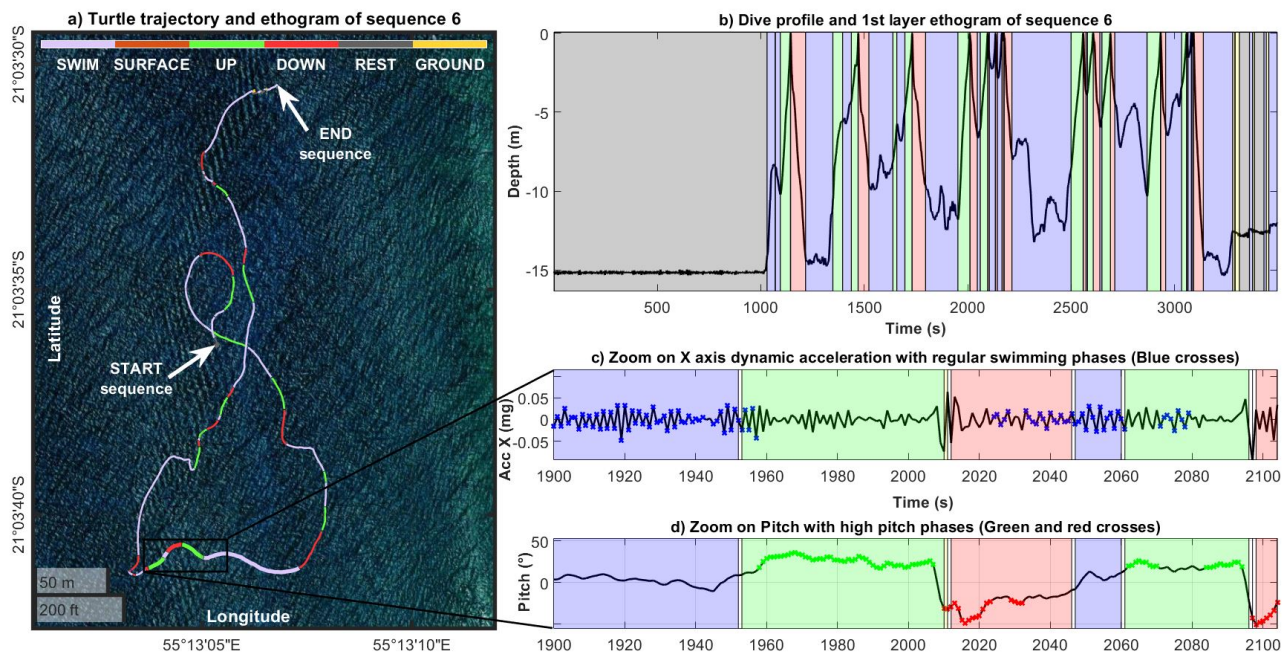 a) Turtle trajectory and ethogram of sequence 6
SWIM SURFACE UP DOWN REST GROUND
END
sequence
START
sequence
Latitude
21°03'30"S
21°03'35"S
21°03'40"S
50 m
200 ft
Longitude
55°13'05"E
55°13'10"E
b) Dive profile and 1st layer ethogram of sequence 6
Depth (m)
0
-5
-10
-15
500 1000 1500 2000 2500 3000
Time (s)
c) Zoom on X axis dynamic acceleration with regular swimming phases (Blue crosses)
Acc X (mg)
0.05
0
-0.05
1900 1920 1940 1960 1980 2000 2020 2040 2060 2080 2100
Time (s)
d) Zoom on Pitch with high pitch phases (Green and red crosses)
Pitch (°)
50
0
-50
1900 1920 1940 1960 1980 2000 2020 2040 2060 2080 2100